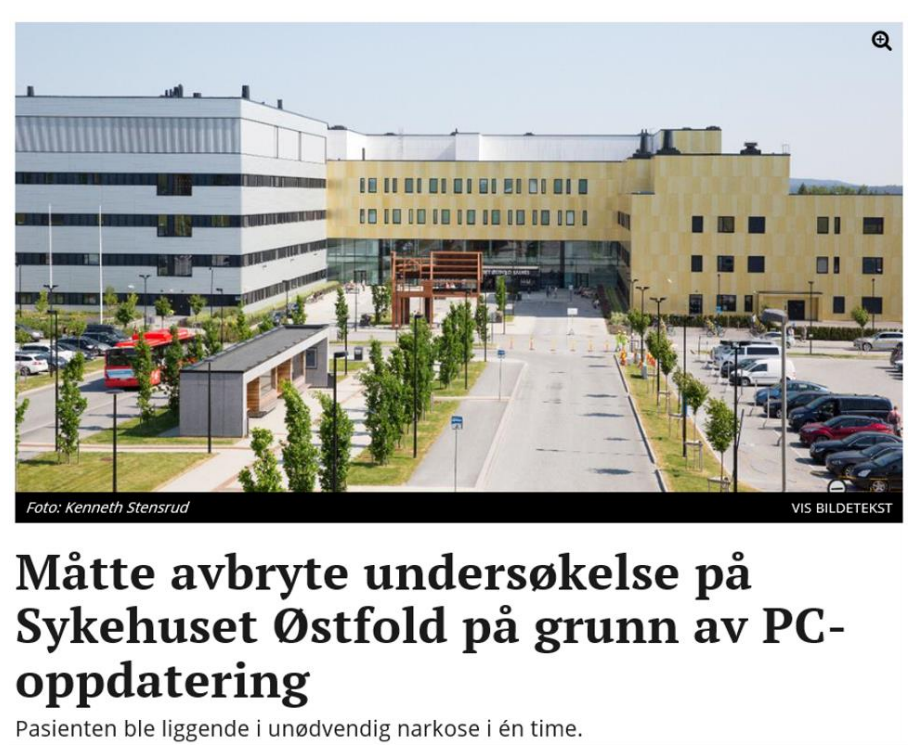 Foto: Kenneth Stensrud
VIS BILDETEKST
Måtte avbryte undersøkelse på
Sykehuset Østfold på grunn av PC-
oppdatering
Pasienten ble liggende i unødvendig narkose i én time.